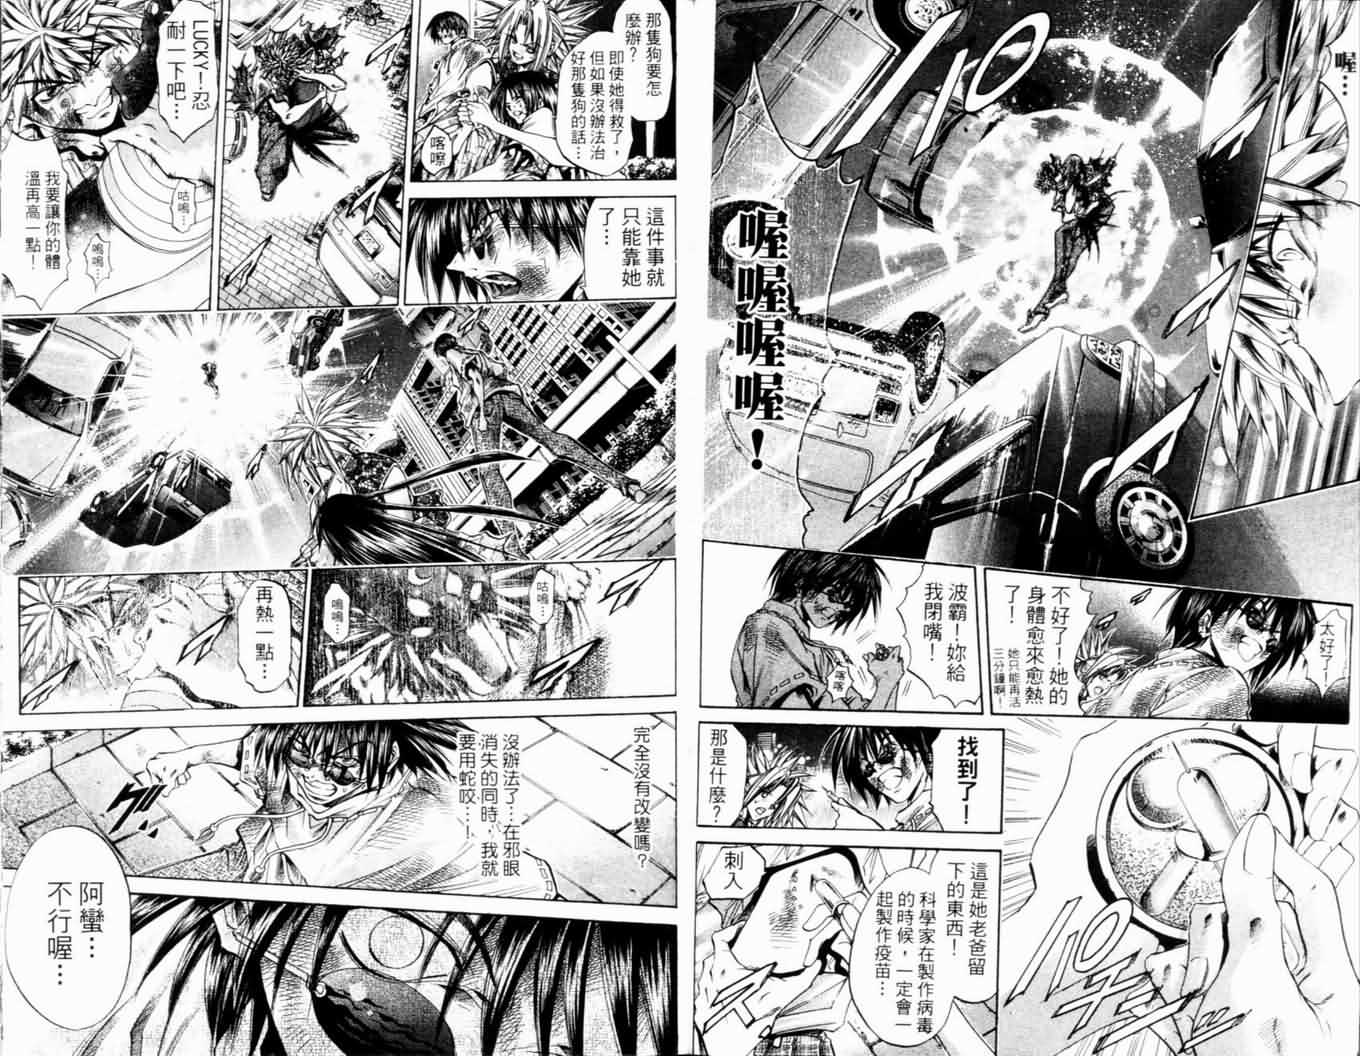 喔…
喔喔喔喔！
太好了！
不好了！她的
身體愈來愈熱
了！
她只能再活
三分鐘啊！
波霸！妳給
我閉嘴！
喀喀
找到了！
那是什麼？
這是她老爸留
下的東西！
科學家在製作病毒
的時候，一定會一
起製作疫苗…
刺入
那隻狗要怎
麼辦？
即使她得救了，
但如果沒辦法治
好那隻狗的話…
喀嚓
這件事就
只能靠她
了…
LUCKY！忍
耐一下吧…
咕嗚…
嗚嗚…
我要讓你的體
溫再高一點！
咕嗚…
嗚嗚…
再熱一點…
完全沒有改變嗎？
沒辦法了…在邪眼
消失的同時，我就
要用蛇咬…！
阿蠻…
不行喔…